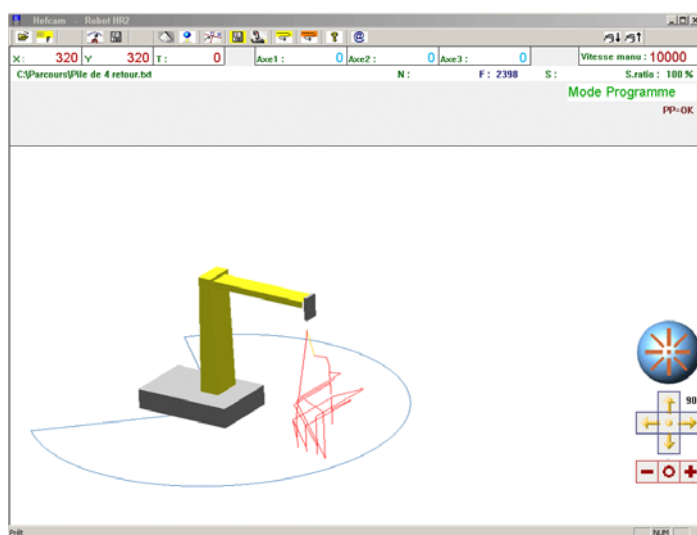 Hefcam - Robot HR2
X: 320 Y 320 T: 0 Axe1 : 0 Axe2 : 0 Axe3 : 0 Vitesse manu : 10000
C:\Parcours\Pile de 4 retour.txt N : F : 2398 S : S.ratio : 100 %
Mode Programme
PP=OK
90
Prêt NUM